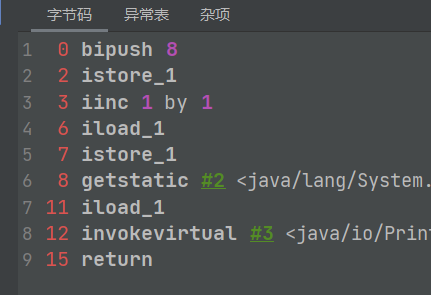 字节码 异常表 杂项
1 0 bipush 8
2 2 istore_1
3 3 iinc 1 by 1
4 6 iload_1
5 7 istore_1
6 8 getstatic #2 <java/lang/System.
7 11 iload_1
8 12 invokevirtual #3 <java/io/Prin
9 15 return